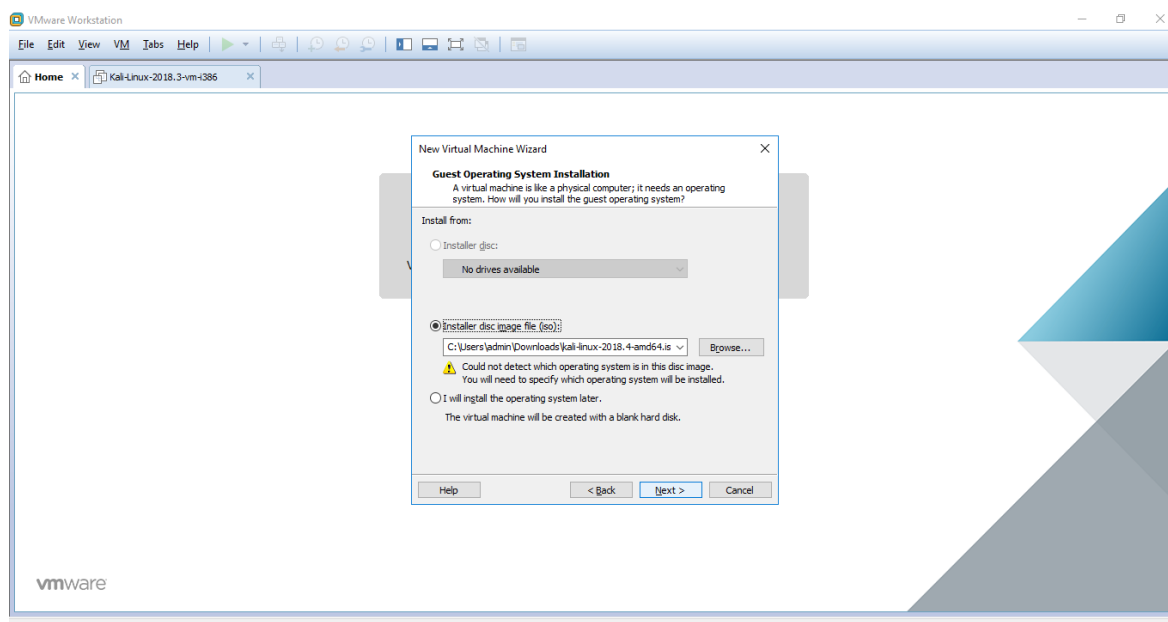 VMware Workstation
File Edit View VM Tabs Help
Home Kali-Linux-2018.3-vm-i386
New Virtual Machine Wizard
Guest Operating System Installation
A virtual machine is like a physical computer; it needs an operating
system. How will you install the guest operating system?
Install from:
Installer disc:
No drives available
Installer disc image file (iso):
C:\Users\admin\Downloads\kali-linux-2018.4-amd64.is Browse...
Could not detect which operating system is in this disc image.
You will need to specify which operating system will be installed.
I will install the operating system later.
The virtual machine will be created with a blank hard disk.
Help < Back Next > Cancel
vmware